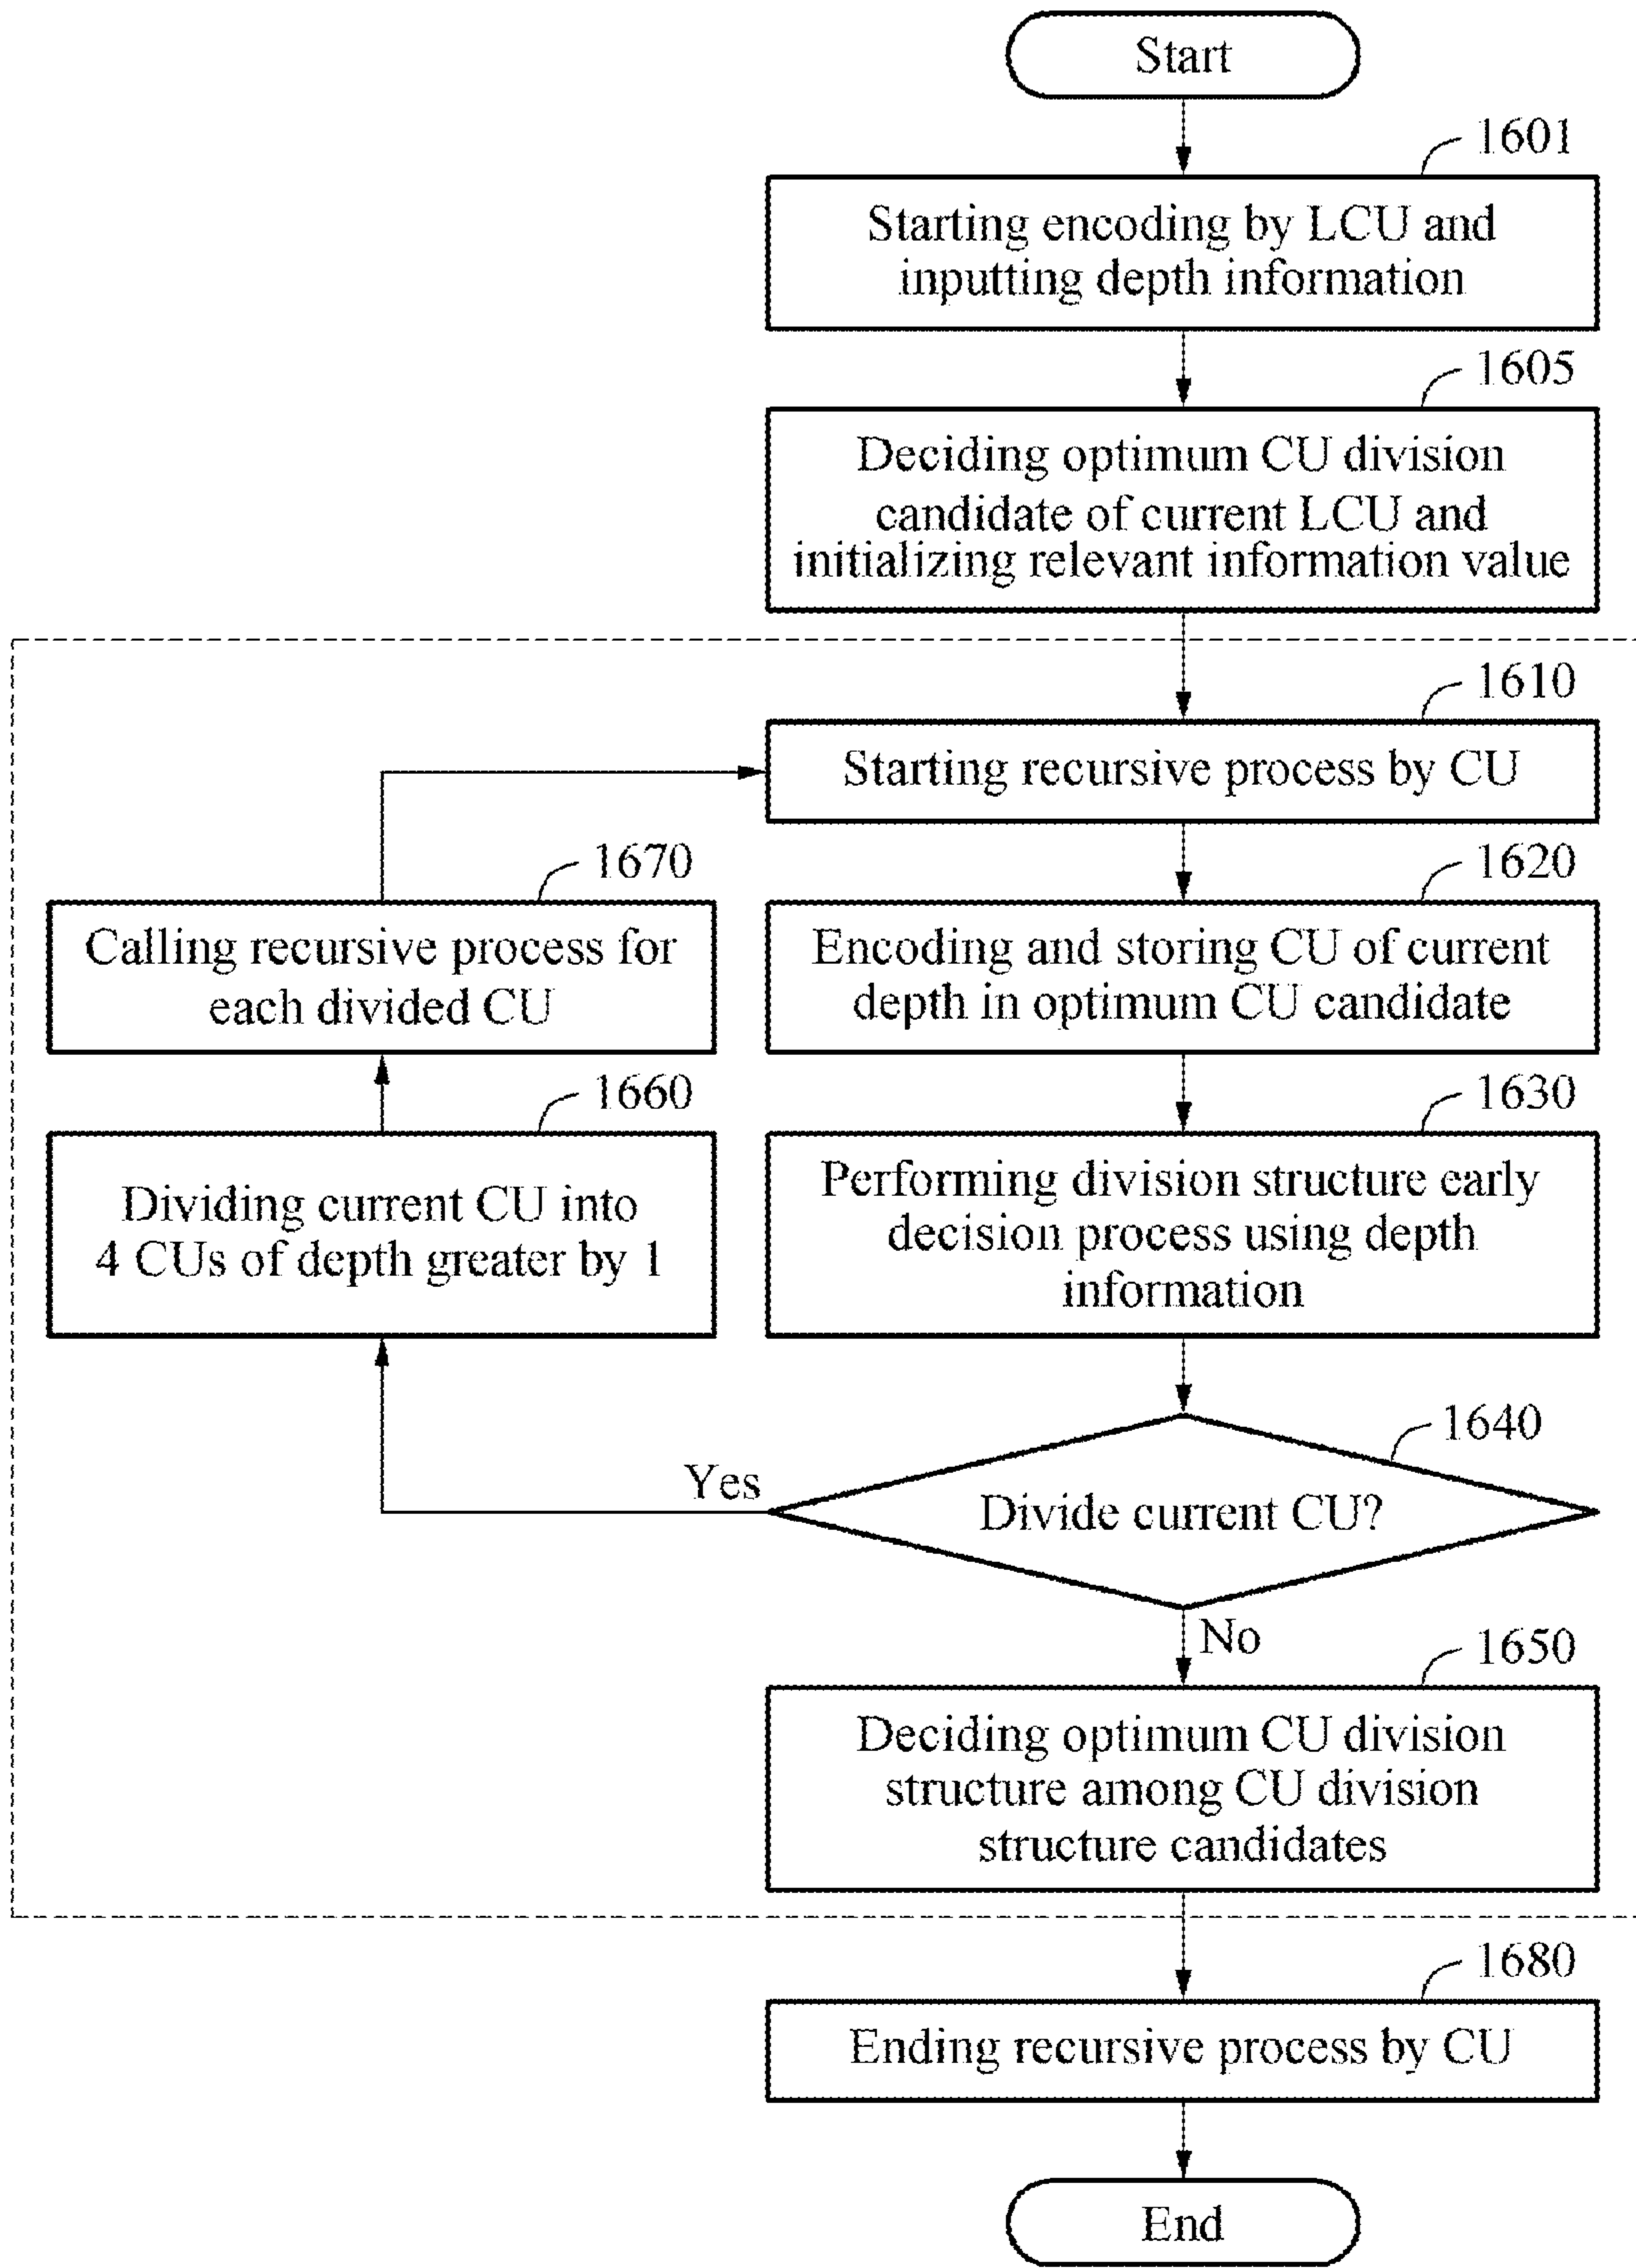 Start
1601
Starting encoding by LCU and
inputting depth information
1605
Deciding optimum CU division
candidate of current LCU and
initializing relevant information value
1610
Starting recursive process by CU
1670
Calling recursive process for
each divided CU
1620
Encoding and storing CU of current
depth in optimum CU candidate
1660
Dividing current CU into
4 CUs of depth greater by 1
1630
Performing division structure early
decision process using depth
information
1640
Yes
Divide current CU?
No
1650
Deciding optimum CU division
structure among CU division
structure candidates
1680
Ending recursive process by CU
End